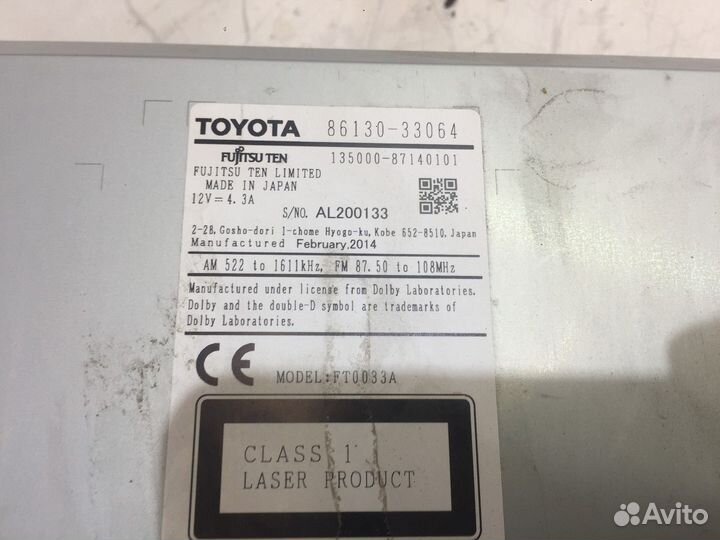 TOYOTA 86130-33064
FUJITSU TEN 135000-87140101
FUJITSU TEN LIMITED
MADE IN JAPAN
12V⎓4.3A
S/NO. AL200133
2-28, Gosho-dori 1-chome Hyogo-ku, Kobe 652-8510, Japan
Manufactured February,2014
AM 522 to 1611kHz, FM 87.50 to 108MHz
Manufactured under license from Dolby Laboratories.
Dolby and the double-D symbol are trademarks of
Dolby Laboratories.
CE MODEL:FT0033A
CLASS 1
LASER PRODUCT
Avito